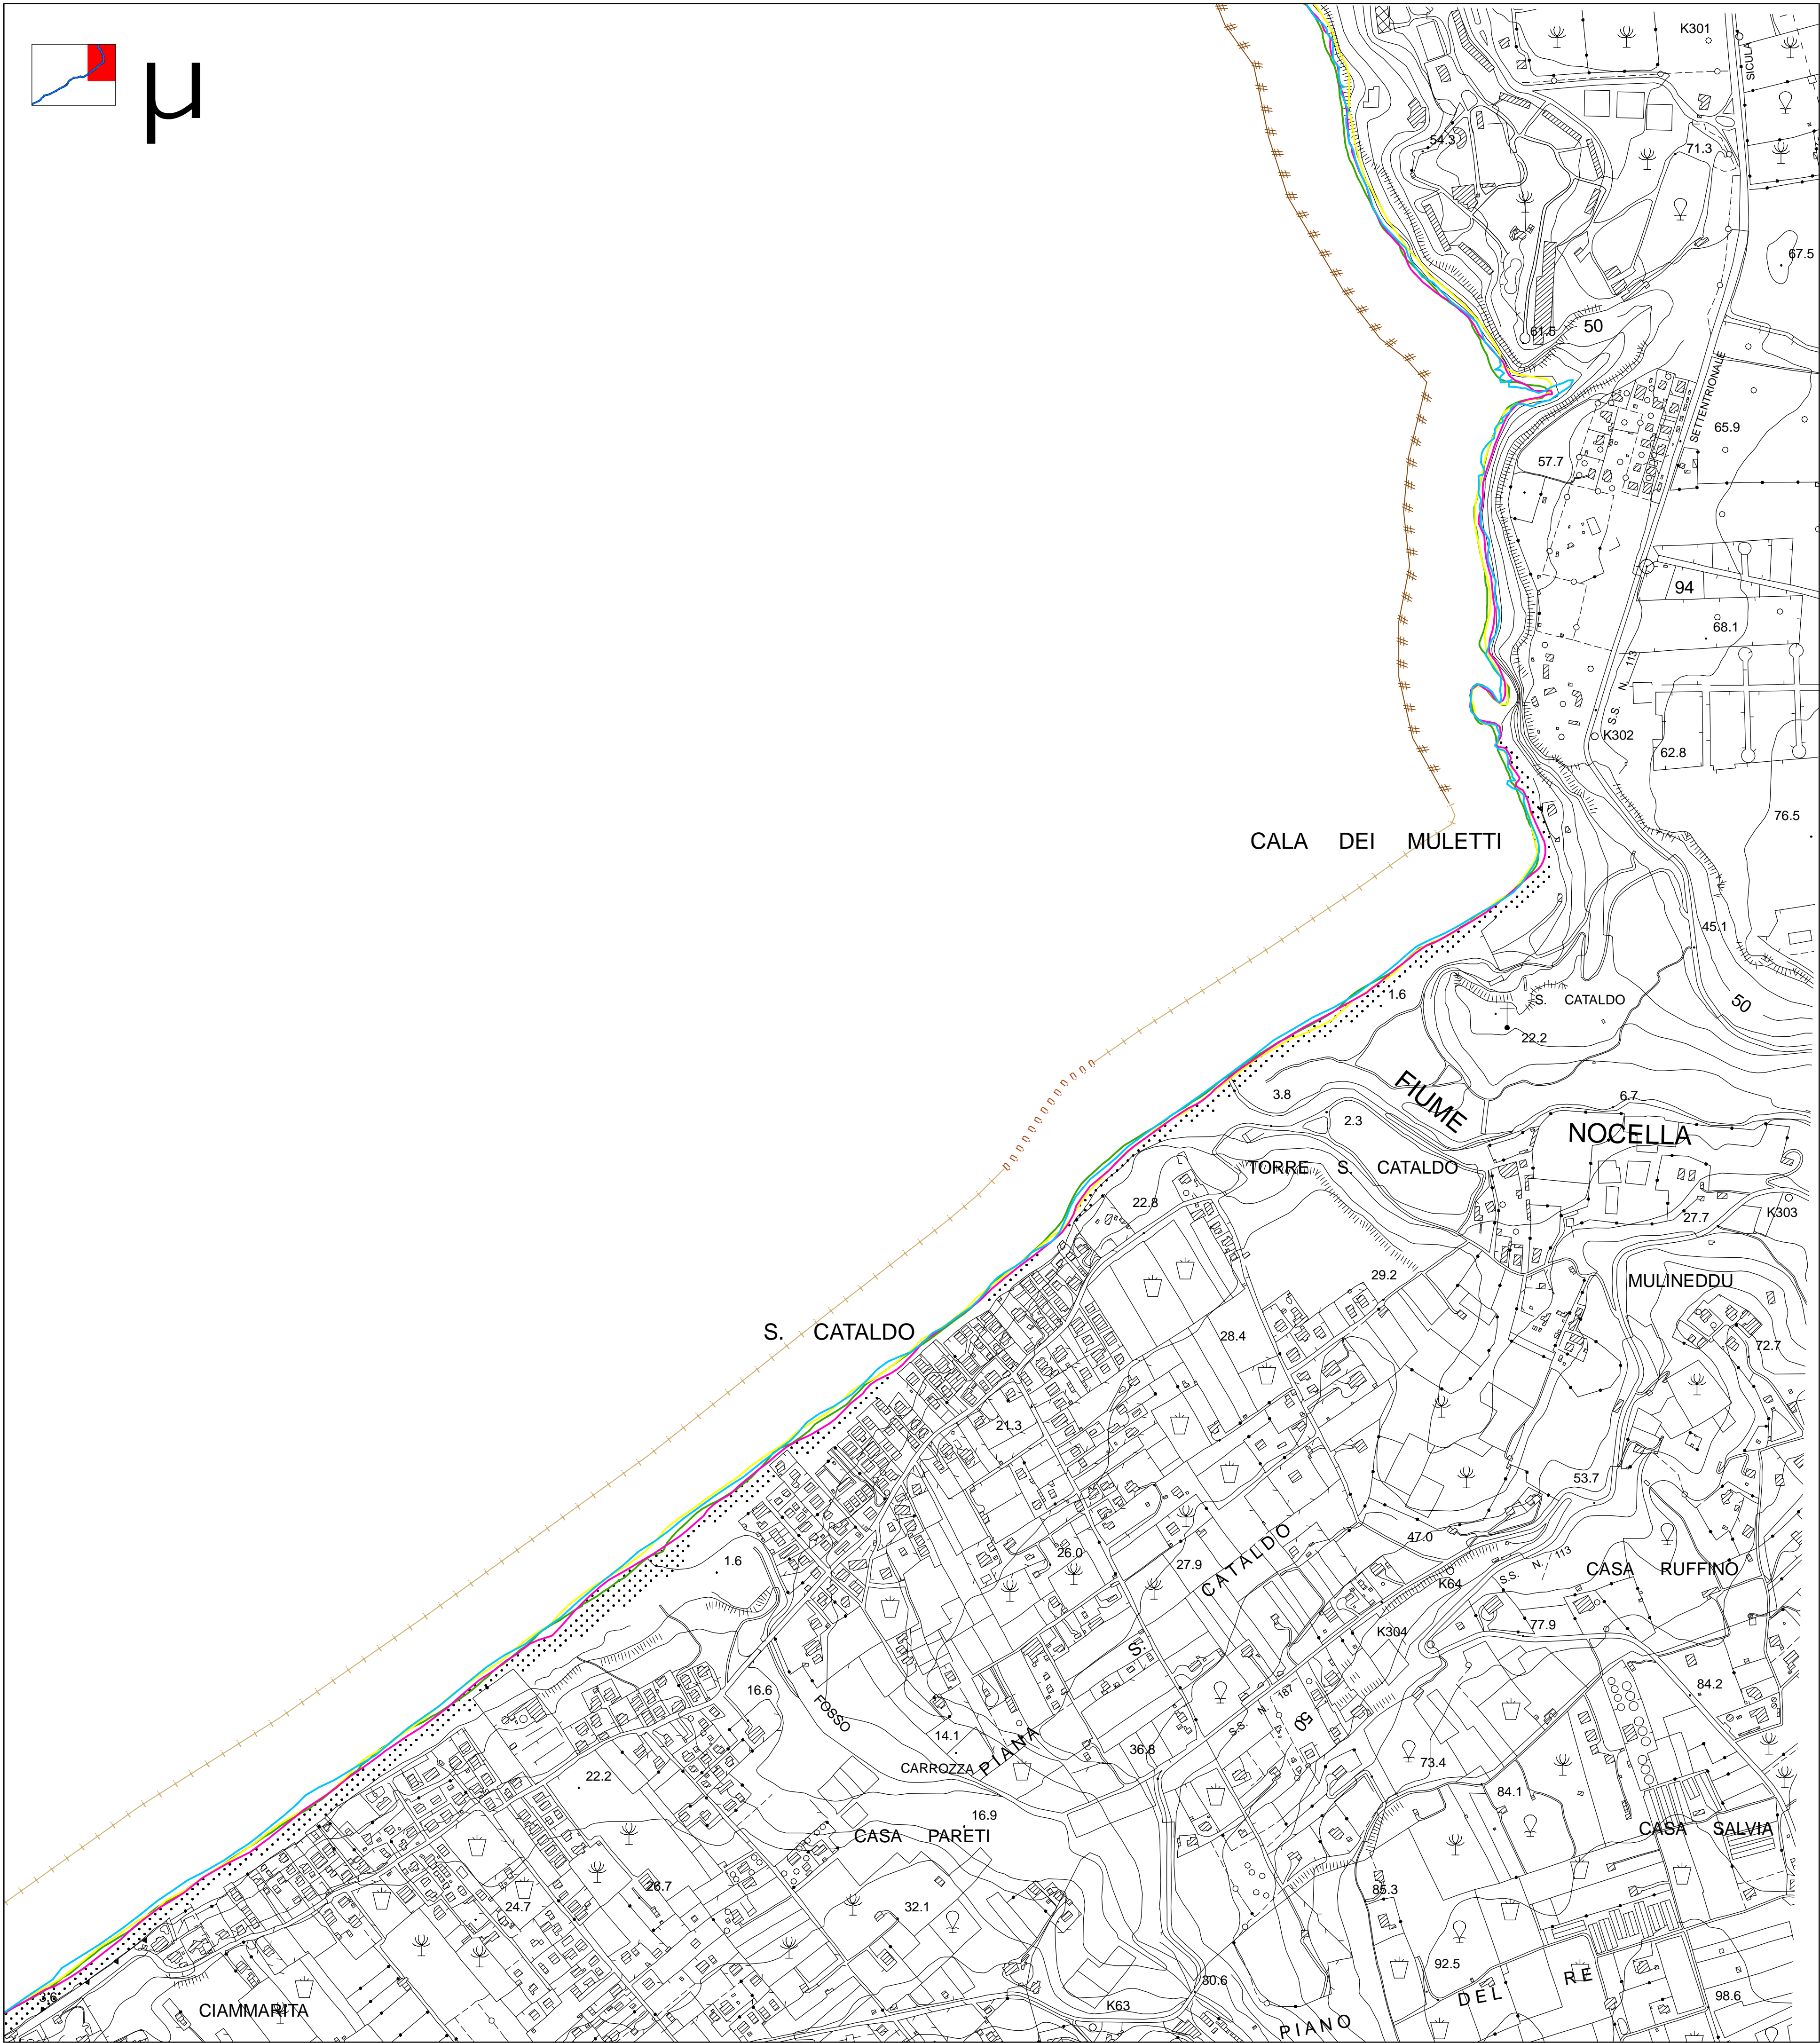 µ
K301
SICULA
54.3
71.3
67.5
61.5
50
SETTENTRIONALE
65.9
57.7
94
68.1
S.S. N. 113
K302
62.8
76.5
CALA DEI MULETTI
45.1
1.6
S. CATALDO
50
22.2
FIUME
3.8
6.7
2.3
NOCELLA
TORRE S. CATALDO
22.8
27.7
K303
29.2
MULINEDDU
S. CATALDO
28.4
72.7
21.3
53.7
47.0
1.6
26.0
27.9
CATALDO
S.S. N. 113
CASA RUFFINO
K64
77.9
K304
S.
16.6
84.2
FOSSO
S.S. N. 187
50
14.1
PIANA
36.8
CARROZZA
73.4
22.2
84.1
16.9
CASA PARETI
CASA SALVIA
26.7
85.3
24.7
32.1
92.5
30.6
RE
3.6
DEL
98.6
CIAMMARITA
K63
PIANO